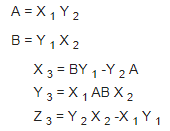 A = X 1 Y 2
B = Y 1 X 2
X 3 = BY 1 -Y 2 A
Y 3 = X 1 AB X 2
Z 3 = Y 2 X 2 -X 1 Y 1